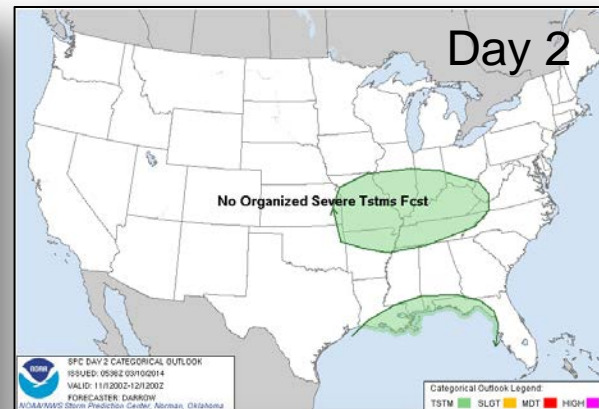 Day 2
No Organized Severe Tstms Fcst
NOAA
SPC DAY 2 CATEGORICAL OUTLOOK
ISSUED: 0536Z 03/10/2014
VALID: 11/1200Z-12/1200Z
FORECASTER: DARROW
NOAA/NWS Storm Prediction Center, Norman, Oklahoma
Categorical Outlook Legend:
TSTM SLGT MDT HIGH